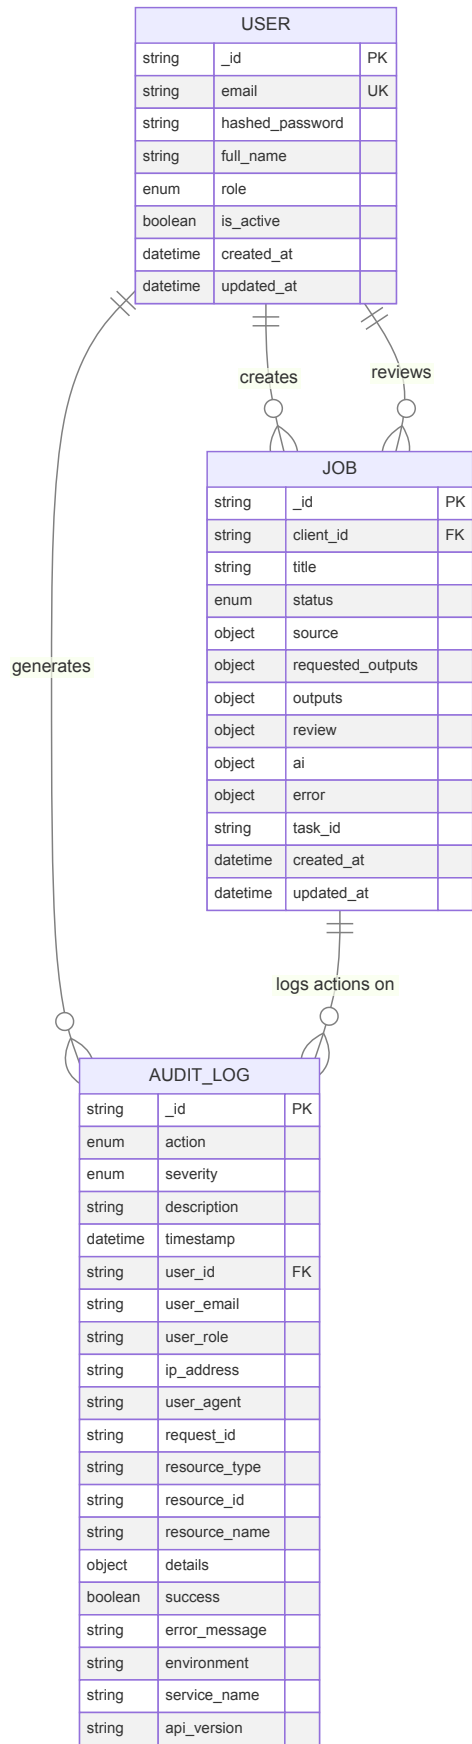 USER
string _id PK
string email UK
string hashed_password
string full_name
enum role
boolean is_active
datetime created_at
datetime updated_at
creates
reviews
JOB
string _id PK
string client_id FK
string title
enum status
object source
object requested_outputs
object outputs
object review
object ai
object error
string task_id
datetime created_at
datetime updated_at
generates
logs actions on
AUDIT_LOG
string _id PK
enum action
enum severity
string description
datetime timestamp
string user_id FK
string user_email
string user_role
string ip_address
string user_agent
string request_id
string resource_type
string resource_id
string resource_name
object details
boolean success
string error_message
string environment
string service_name
string api_version